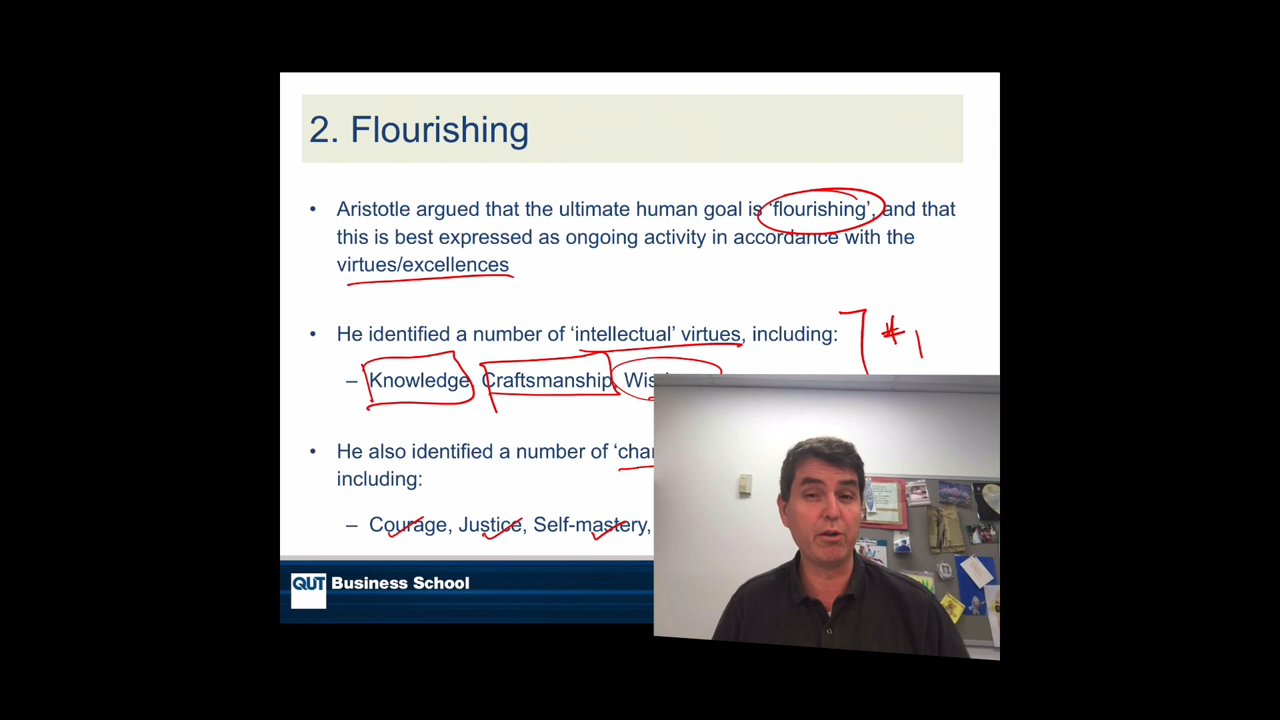 2. Flourishing
• Aristotle argued that the ultimate human goal is ‘flourishing’, and that
this is best expressed as ongoing activity in accordance with the
virtues/excellences
• He identified a number of ‘intellectual’ virtues, including:
* 1
– Knowledge, Craftsmanship,
• He also identified a number of
including:
– Courage, Justice, Self-mastery,
QUT Business School